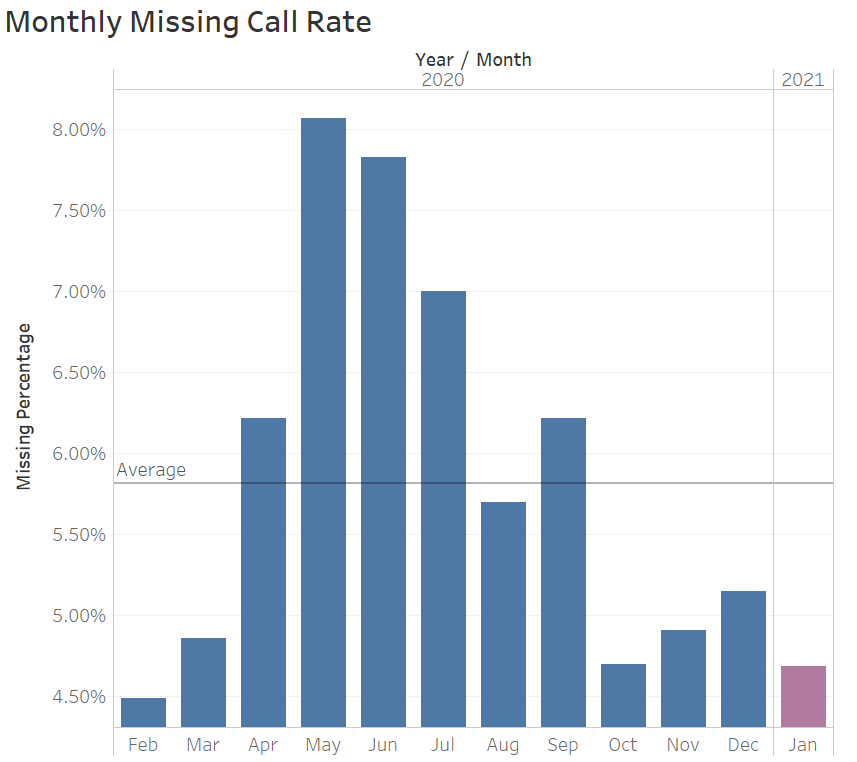 Monthly Missing Call Rate
Year / Month
2020 2021
Missing Percentage
8.00%
7.50%
7.00%
6.50%
6.00%
Average
5.50%
5.00%
4.50%
Feb Mar Apr May Jun Jul Aug Sep Oct Nov Dec Jan